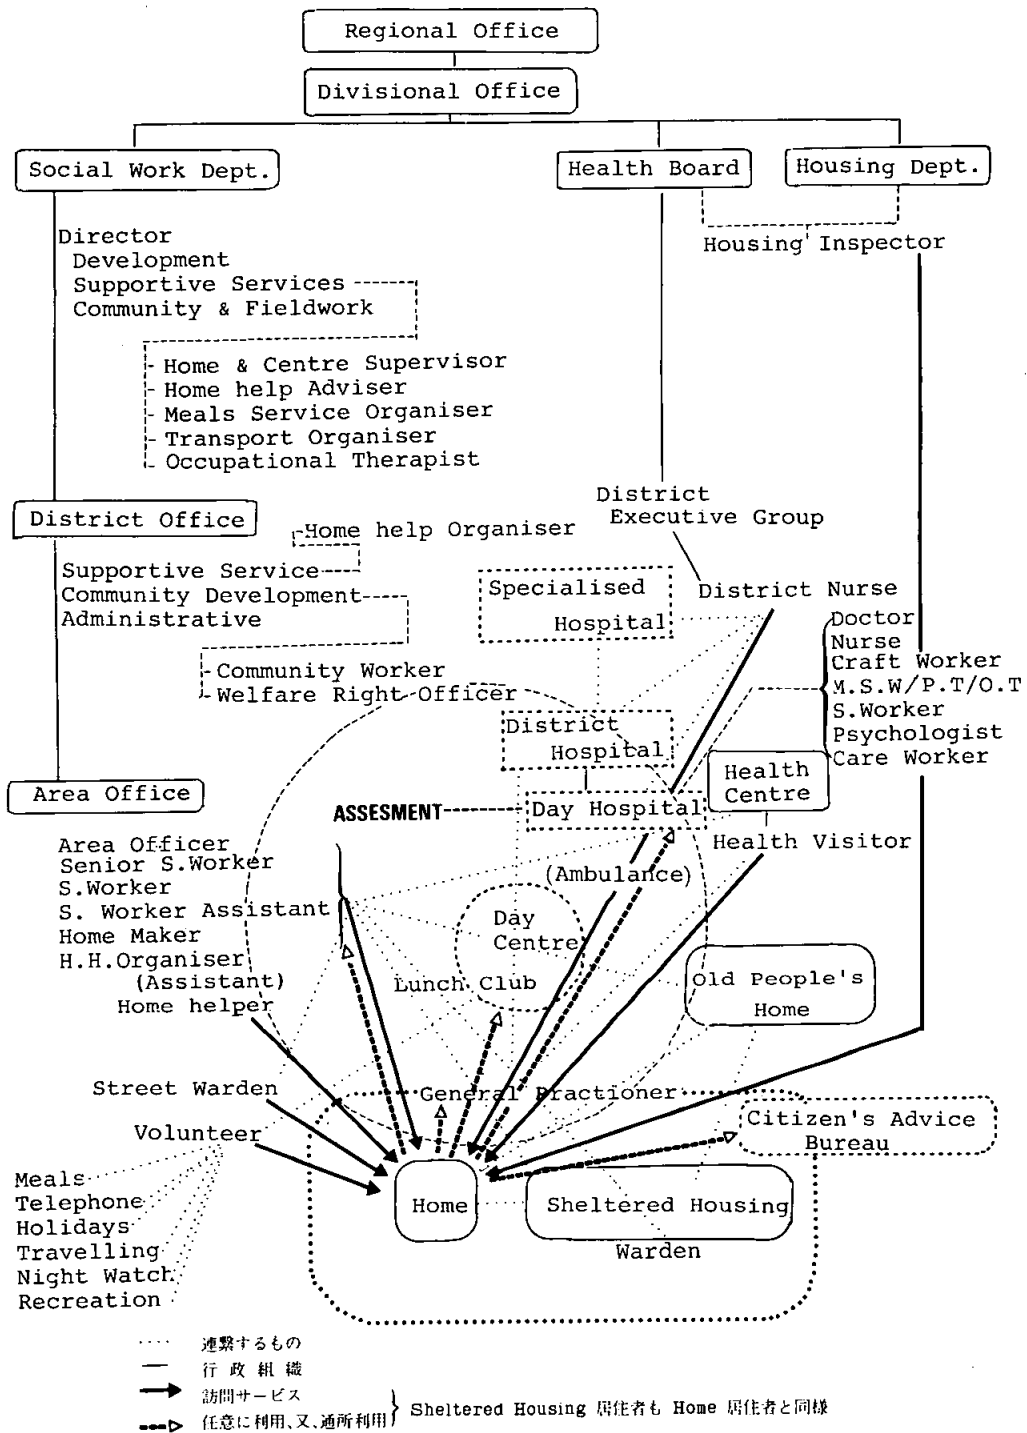 Regional Office
Divisional Office
Social Work Dept.
Health Board
Housing Dept.
Director
Development
Supportive Services
Community & Fieldwork
Housing Inspector
Home & Centre Supervisor
Home help Adviser
Meals Service Organiser
Transport Organiser
Occupational Therapist
District
Executive Group
District Office
Home help Organiser
Supportive Service
Community Development
Administrative
Specialised
Hospital
District Nurse
Doctor
Nurse
Craft Worker
M.S.W/P.T/O.T
S.Worker
Psychologist
Care Worker
Community Worker
Welfare Right Officer
District
Hospital
Health
Centre
Area Office
ASSESMENT
Day Hospital
Health Visitor
Area Officer
Senior S.Worker
S.Worker
S. Worker Assistant
Home Maker
H.H.Organiser
(Assistant)
Home helper
(Ambulance)
Day
Centre
Lunch Club
Old People's
Home
Street Warden
General Practioner
Volunteer
Citizen's Advice
Bureau
Meals
Telephone
Holidays
Travelling
Night Watch
Recreation
Home
Sheltered Housing
Warden
連繋するもの
行政組織
訪問サービス
任意に利用、又、通所利用
Sheltered Housing 居住者も Home 居住者と同様